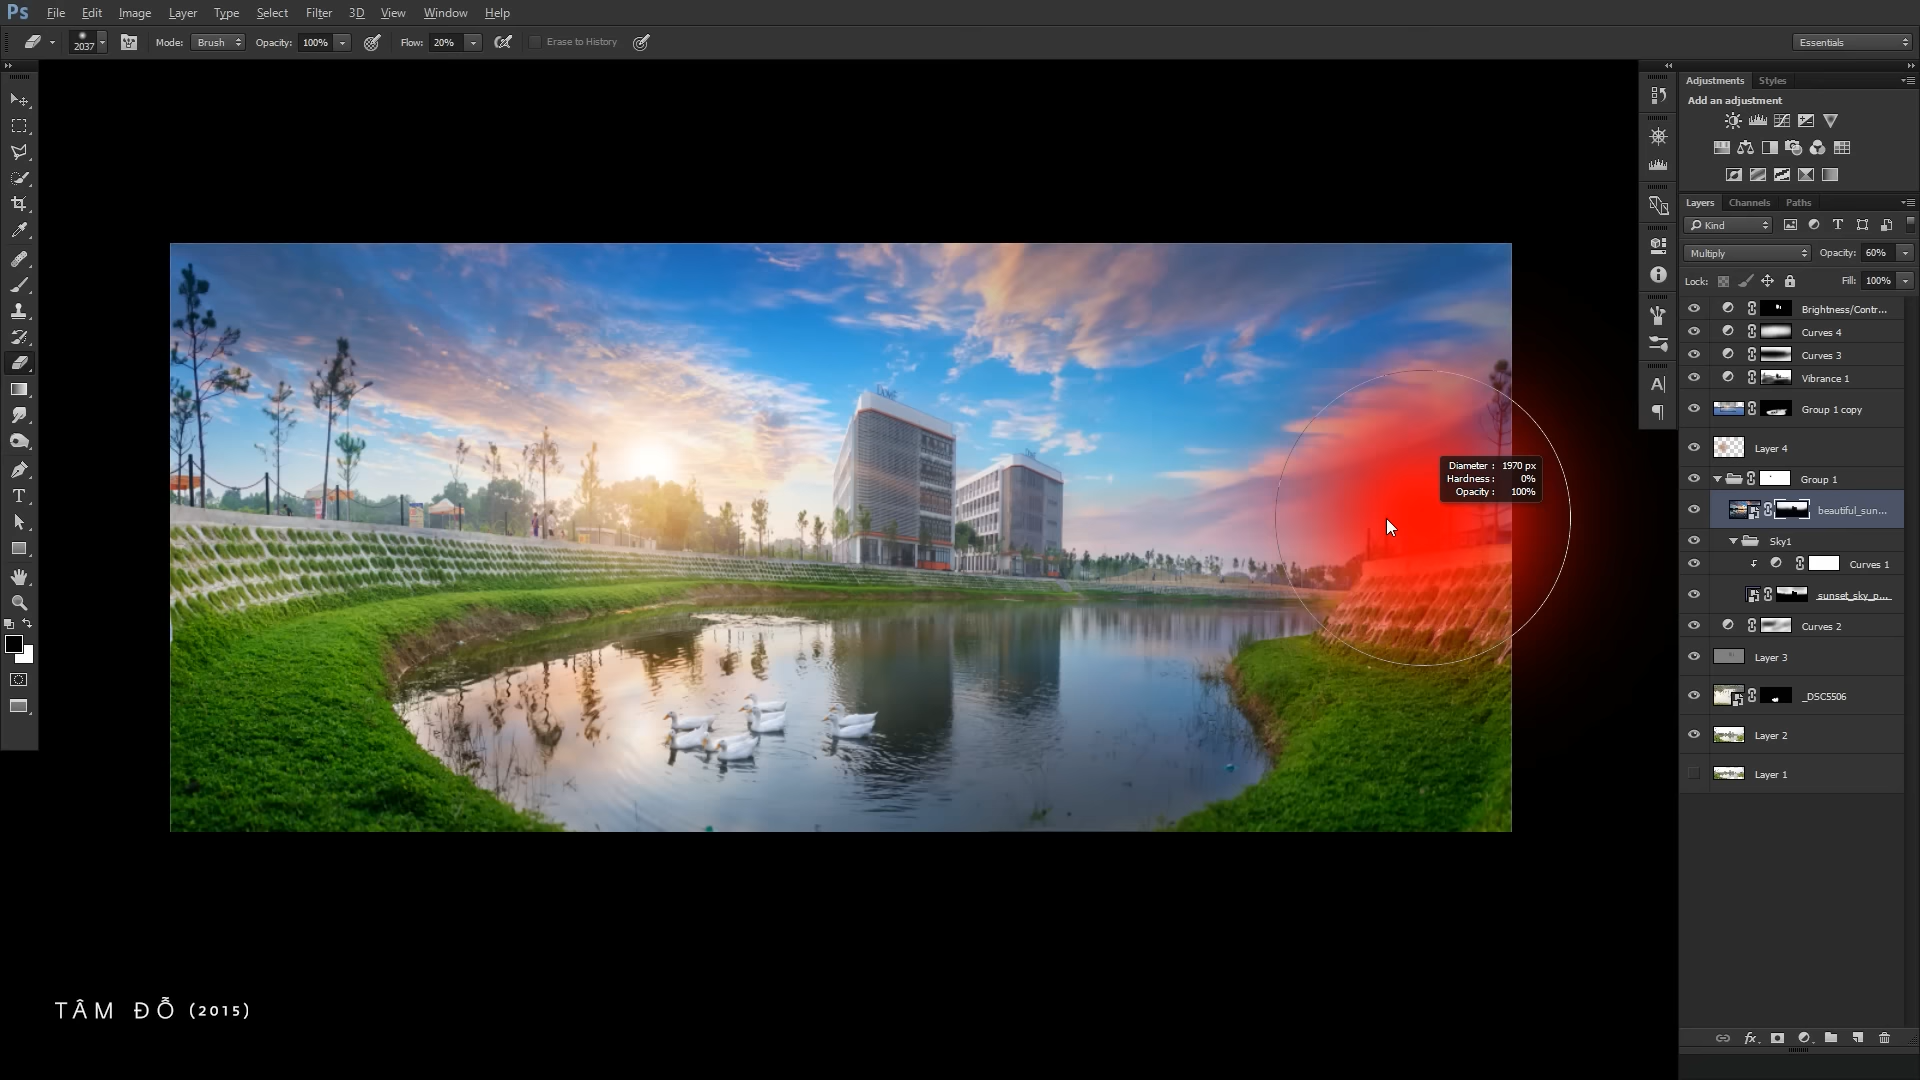 Ps File Edit Image Layer Type Select Filter 3D View Window Help
2037 Mode: Brush Opacity: 100% Flow: 20% Erase to History Essentials
Adjustments Styles
Add an adjustment
Layers Channels Paths
Kind T
Multiply Opacity: 60%
Lock: Fill: 100%
Brightness/Contr...
Curves 4
Curves 3
Vibrance 1
Group 1 copy
Layer 4
Group 1
beautiful_sun...
Sky1
Curves 1
sunset_sky_p...
Curves 2
Layer 3
_DSC5506
Layer 2
Layer 1
fx
A
T
Diameter : 1970 px
Hardness : 0%
Opacity : 100%
TÂM ĐỖ (2015)